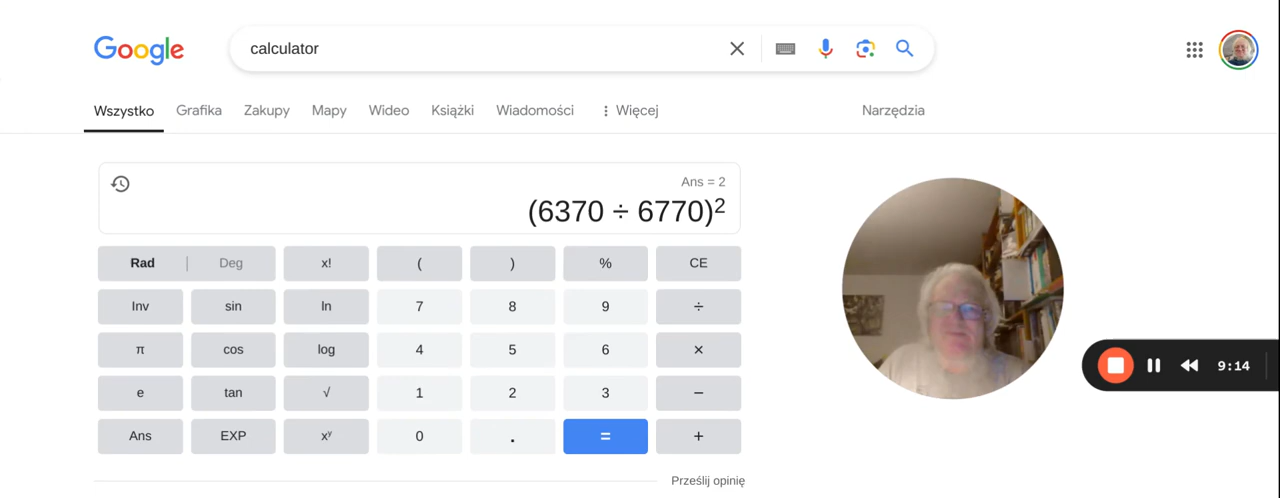 Google
calculator
Wszystko Grafika Zakupy Mapy Wideo Książki Wiadomości Więcej Narzędzia
Ans = 2
(6370 ÷ 6770)²
Rad | Deg x! ( ) % CE
Inv sin ln 7 8 9 ÷
π cos log 4 5 6 ×
e tan √ 1 2 3 −
Ans EXP xʸ 0 . = +
9:14
Prześlij opinię